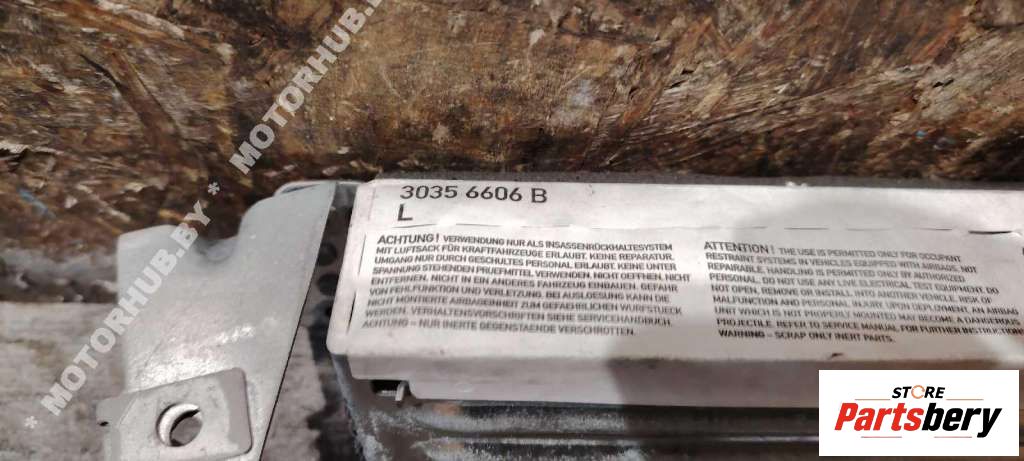 * MOTORHUB.BY * MOTORHUB.BY
3035 6606 B
L
ACHTUNG! VERWENDUNG NUR ALS INSASSENRÜCKHALTESYSTEM
MIT LUFTSACK FÜR KRAFTFAHRZEUGE ERLAUBT. KEINE REPARATUR.
UMGANG NUR DURCH GESCHULTES PERSONAL ERLAUBT. KEINE UNTER
SPANNUNG STEHENDEN PRUEFMITTEL VERWENDEN. NICHT OEFFNEN, NICHT
ENTFERNEN, NICHT IN EIN ANDERES FAHRZEUG EINBAUEN. GEFAHR
VON FEHLFUNKTION UND VERLETZUNG, BEI AUSLOESUNG KANN DIE
NICHT MONTIERTE AIRBAGEINHEIT ZUM GEFAEHRLICHEN WURFSTUECK
WERDEN. VERHALTENSVORSCHRIFTEN SIEHE SERVICEHANDBUCH.
ACHTUNG – NUR INERTE GEGENSTAENDE VERSCHROTTEN.
ATTENTION! THE USE IS PERMITTED ONLY FOR OCCUPANT
RESTRAINT SYSTEMS IN VEHICLES EQUIPPED WITH AIRBAGS. NOT
REPAIRABLE. HANDLING IS PERMITTED ONLY BY AUTHORIZED
PERSONAL. DO NOT USE ANY LIVE ELECTRICAL TEST EQUIPMENT. DO
NOT OPEN, REMOVE OR INSTALL INTO ANOTHER VEHICLE. RISK OF
MALFUNCTION AND PERSONAL INJURY. UPON DEPLOYMENT, AN AIRBAG
UNIT WHICH IS NOT PROPERLY MOUNTED MAY BECOME A DANGEROUS
PROJECTILE. REFER TO SERVICE MANUAL FOR FURTHER INSTRUCTION
WARNING – SCRAP ONLY INERT PARTS.
STORE
Partsbery